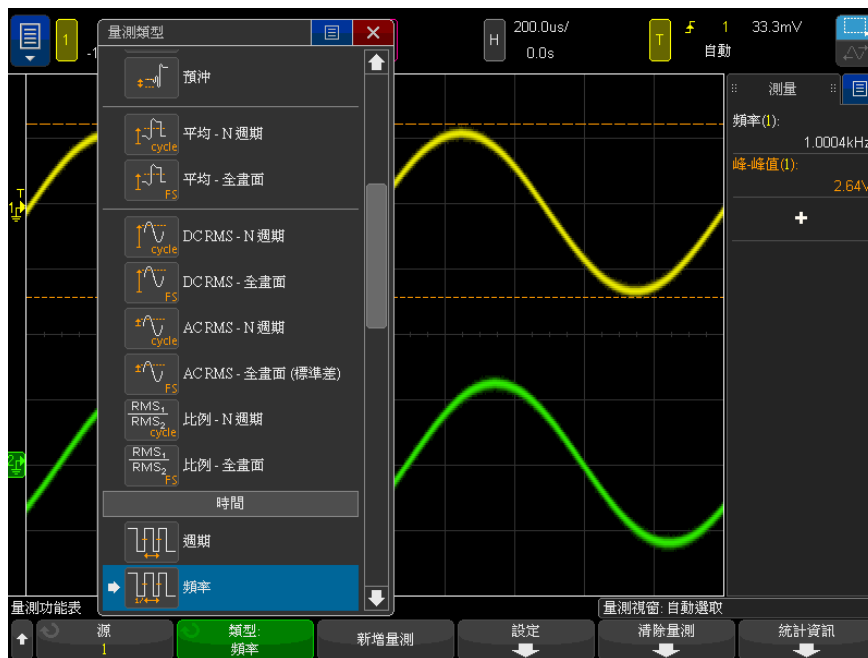 1
-1
量測類型
H
200.0us/
0.0s
T
1
33.3mV
自動
預沖
平均 - N 週期
cycle
平均 - 全畫面
FS
DC RMS - N 週期
cycle
DC RMS - 全畫面
FS
AC RMS - N 週期
cycle
AC RMS - 全畫面 (標準差)
FS
RMS₁
RMS₂
cycle
比例 - N 週期
RMS₁
RMS₂
FS
比例 - 全畫面
時間
週期
1/
頻率
測量
頻率(1):
1.0004kHz
峰-峰值(1):
2.64V
+
T
1
2
量測功能表
量測視窗: 自動選取
源
1
類型:
頻率
新增量測
設定
清除量測
統計資訊